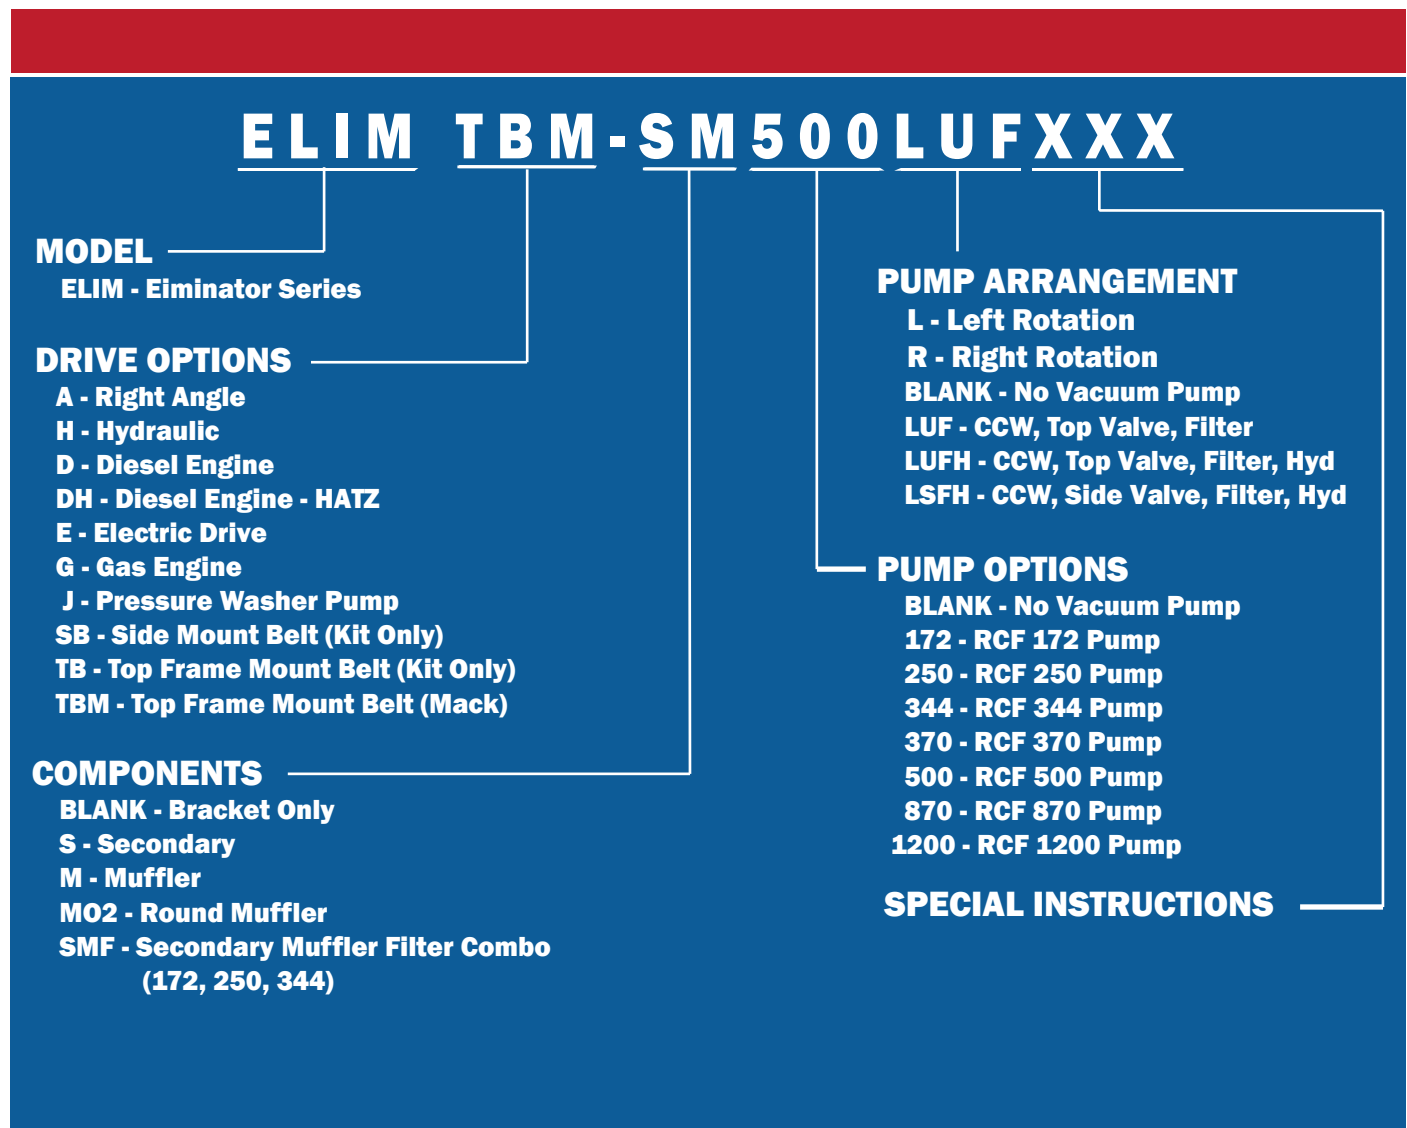 ELIM TBM-SM500LUFXXX
MODEL
ELIM - Eiminator Series
DRIVE OPTIONS
A - Right Angle
H - Hydraulic
D - Diesel Engine
DH - Diesel Engine - HATZ
E - Electric Drive
G - Gas Engine
J - Pressure Washer Pump
SB - Side Mount Belt (Kit Only)
TB - Top Frame Mount Belt (Kit Only)
TBM - Top Frame Mount Belt (Mack)
COMPONENTS
BLANK - Bracket Only
S - Secondary
M - Muffler
MO2 - Round Muffler
SMF - Secondary Muffler Filter Combo
(172, 250, 344)
PUMP ARRANGEMENT
L - Left Rotation
R - Right Rotation
BLANK - No Vacuum Pump
LUF - CCW, Top Valve, Filter
LUFH - CCW, Top Valve, Filter, Hyd
LSFH - CCW, Side Valve, Filter, Hyd
PUMP OPTIONS
BLANK - No Vacuum Pump
172 - RCF 172 Pump
250 - RCF 250 Pump
344 - RCF 344 Pump
370 - RCF 370 Pump
500 - RCF 500 Pump
870 - RCF 870 Pump
1200 - RCF 1200 Pump
SPECIAL INSTRUCTIONS